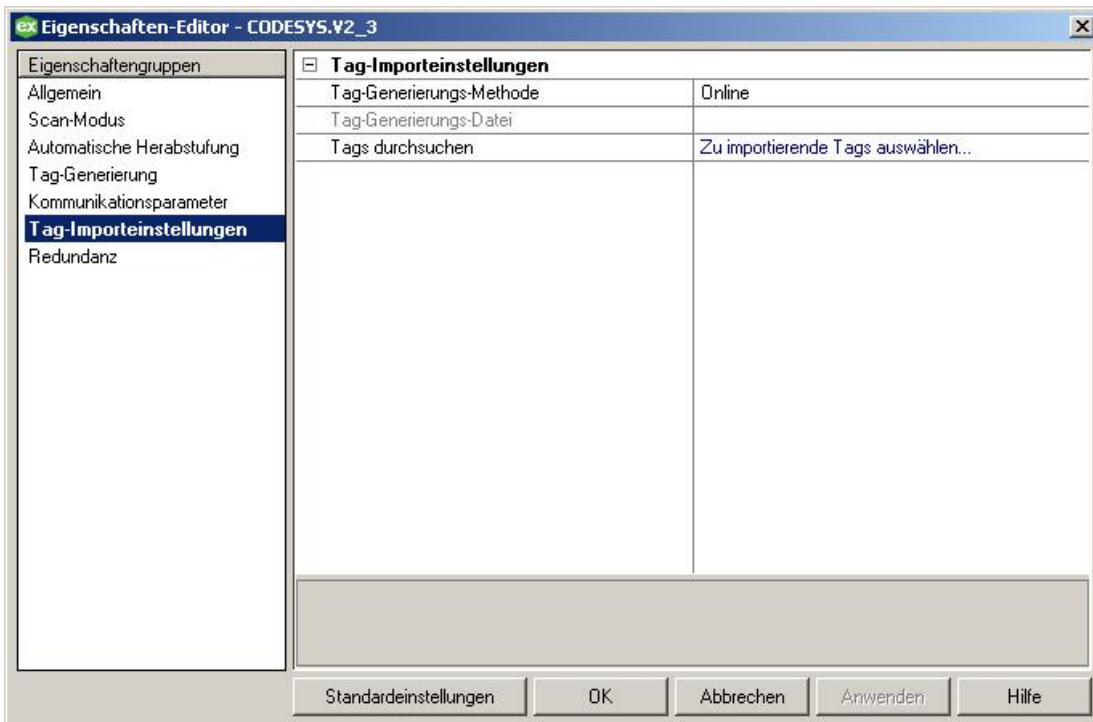 ex Eigenschaften-Editor - CODESYS.V2_3
Eigenschaftengruppen
Allgemein
Scan-Modus
Automatische Herabstufung
Tag-Generierung
Kommunikationsparameter
Tag-Importeinstellungen
Redundanz
Tag-Importeinstellungen
Tag-Generierungs-Methode Online
Tag-Generierungs-Datei
Tags durchsuchen Zu importierende Tags auswählen...
Standardeinstellungen OK Abbrechen Anwenden Hilfe